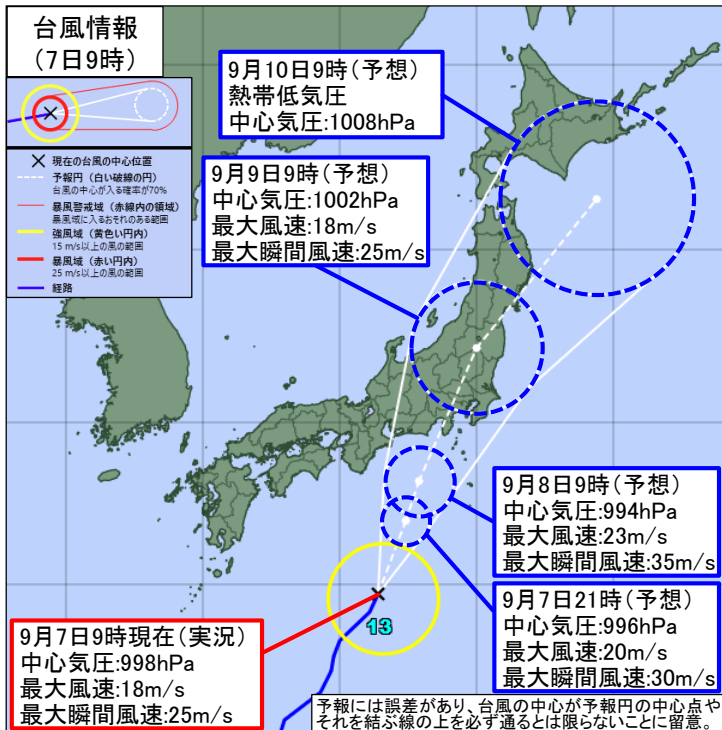 台風情報
(7日9時)
現在の台風の中心位置
予報円（白い破線の円）
台風の中心が入る確率が70%
暴風警戒域（赤線内の領域）
暴風域に入るおそれのある範囲
強風域（黄色い円内）
15 m/s以上の風の範囲
暴風域（赤い円内）
25 m/s以上の風の範囲
経路
9月10日9時(予想)
熱帯低気圧
中心気圧:1008hPa
9月9日9時(予想)
中心気圧:1002hPa
最大風速:18m/s
最大瞬間風速:25m/s
9月8日9時(予想)
中心気圧:994hPa
最大風速:23m/s
最大瞬間風速:35m/s
9月7日21時(予想)
中心気圧:996hPa
最大風速:20m/s
最大瞬間風速:30m/s
13
9月7日9時現在(実況)
中心気圧:998hPa
最大風速:18m/s
最大瞬間風速:25m/s
予報には誤差があり、台風の中心が予報円の中心点や
それを結ぶ線の上を必ず通るとは限らないことに留意。